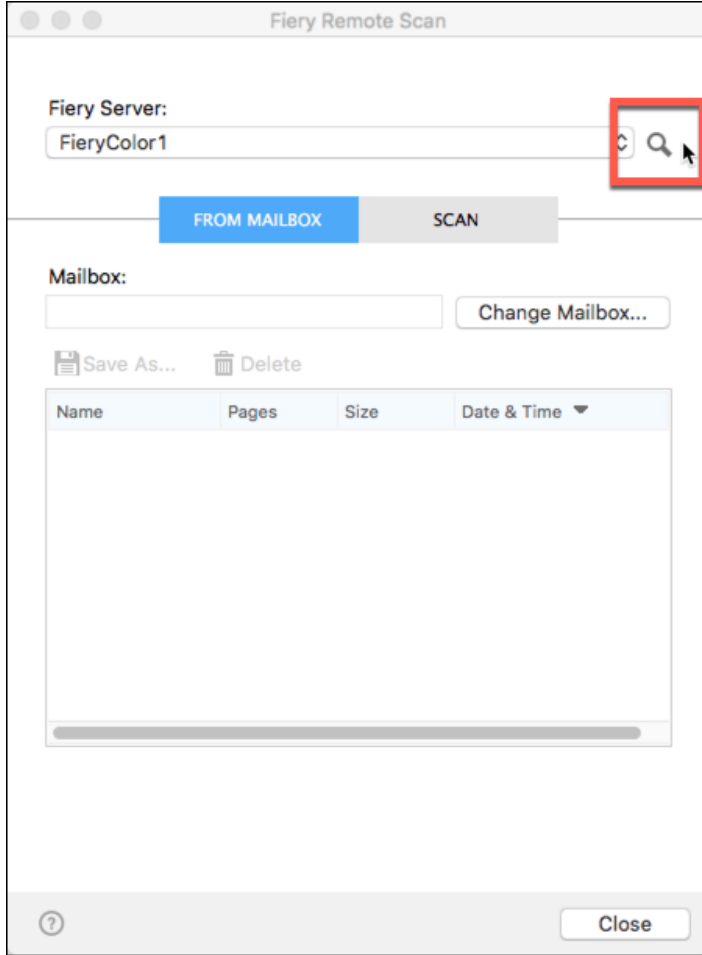 Fiery Remote Scan
Fiery Server:
FieryColor1
FROM MAILBOX SCAN
Mailbox:
Change Mailbox...
Save As... Delete
Name Pages Size Date & Time
?
Close